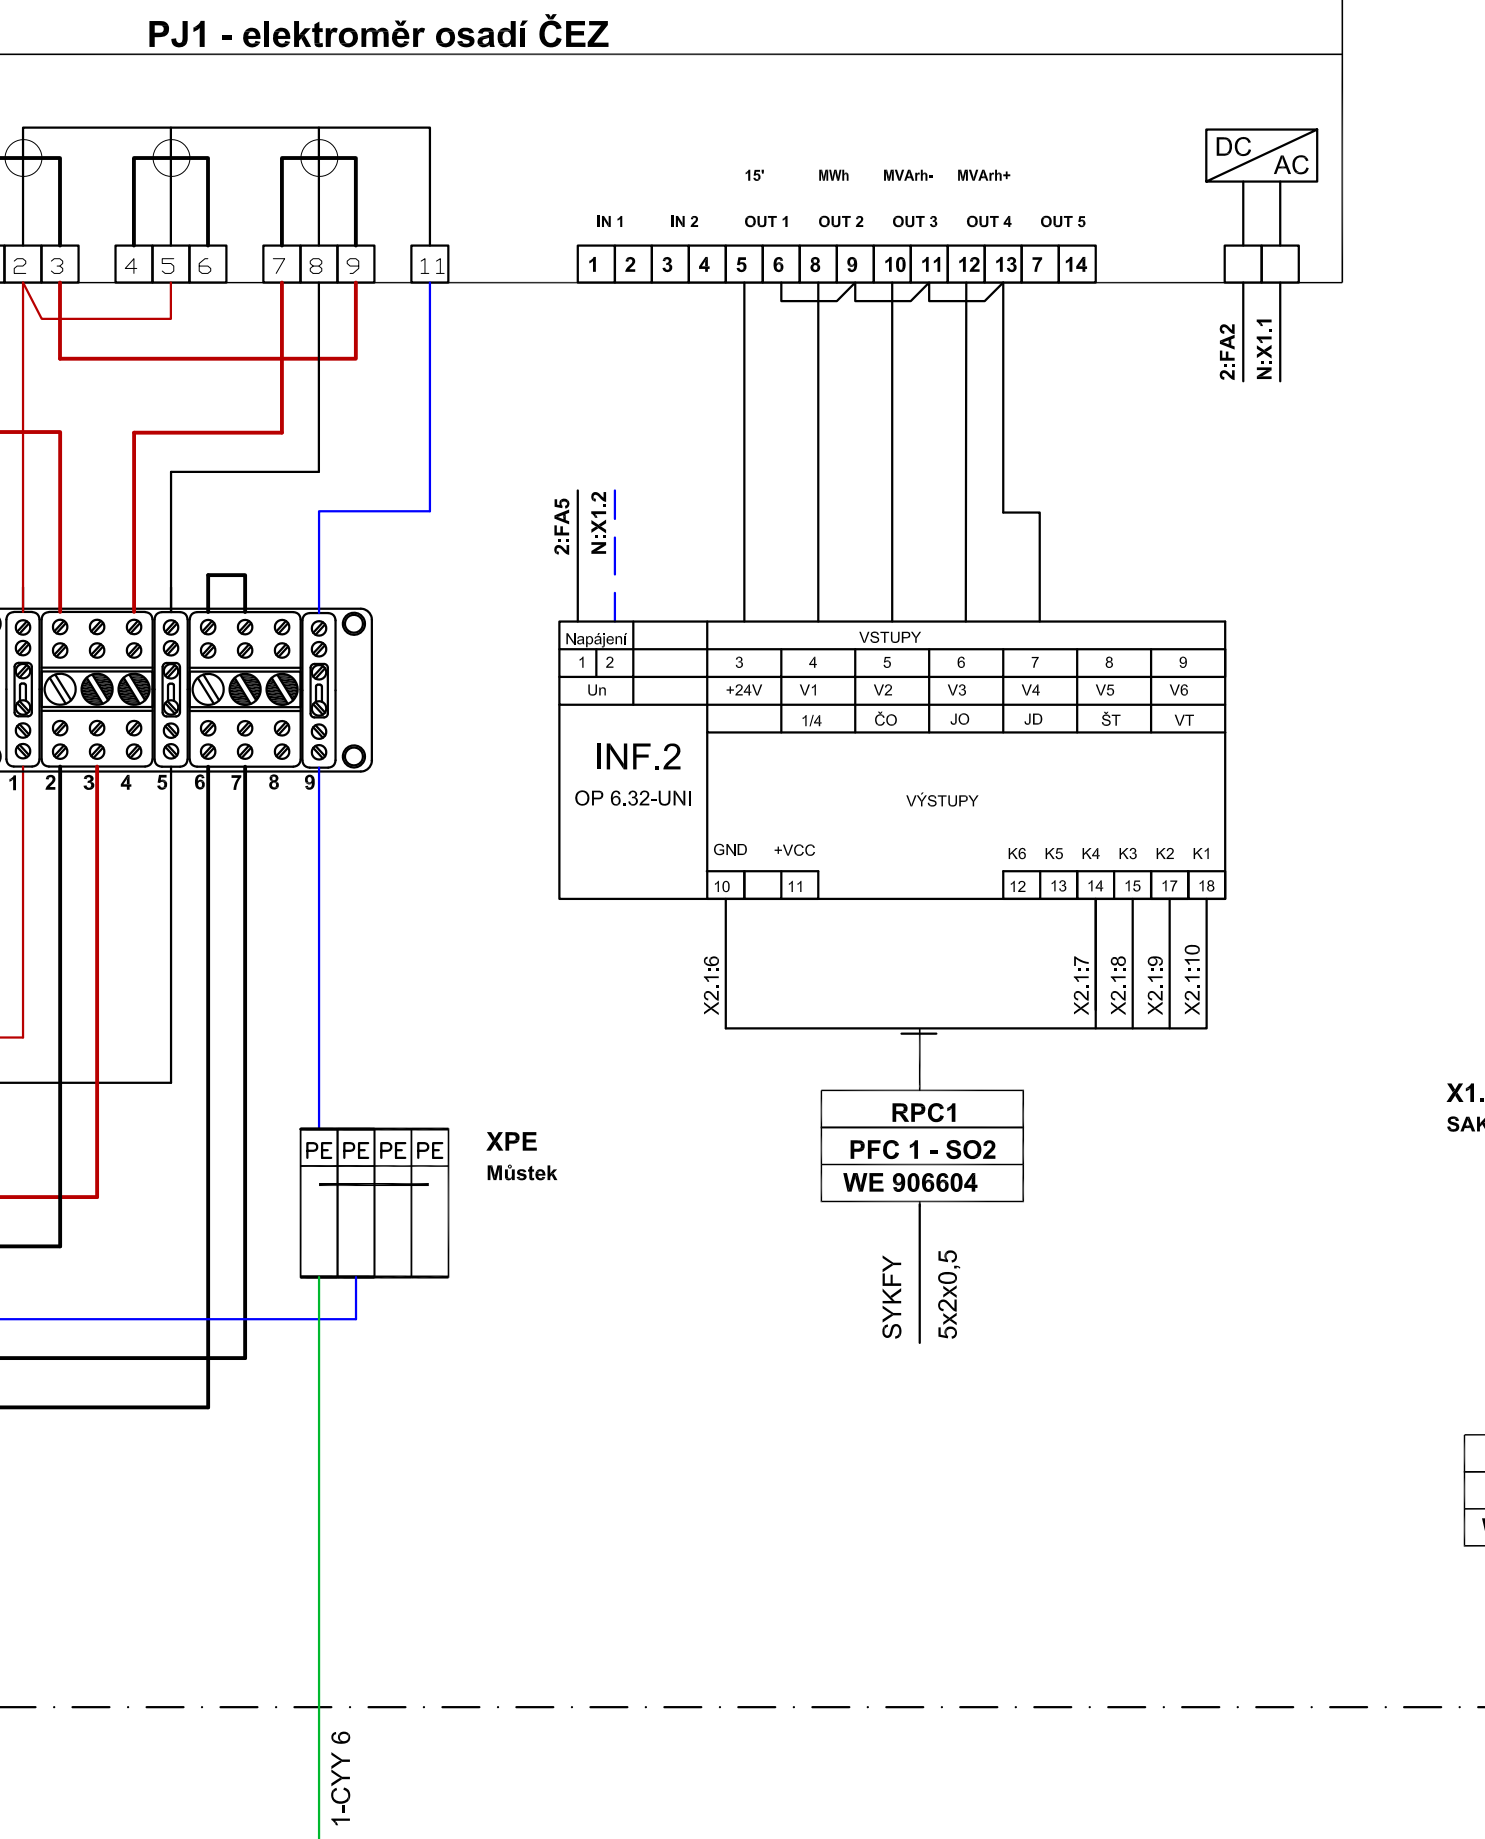 PJ1 - elektroměr osadí ČEZ
DC
AC
15' MWh MVArh- MVArh+
IN 1 IN 2 OUT 1 OUT 2 OUT 3 OUT 4 OUT 5
2 3 4 5 6 7 8 9 11
1 2 3 4 5 6 8 9 10 11 12 13 7 14
2:FA2
N:X1.1
2:FA5
N:X1.2
Napájení VSTUPY
1 2 3 4 5 6 7 8 9
Un +24V V1 V2 V3 V4 V5 V6
1/4 ČO JO JD ŠT VT
INF.2
OP 6.32-UNI
VÝSTUPY
GND +VCC K6 K5 K4 K3 K2 K1
10 11 12 13 14 15 17 18
1 2 3 4 5 6 7 8 9
X2.1:6
X2.1:7
X2.1:8
X2.1:9
X2.1:10
RPC1
PFC 1 - SO2
WE 906604
SYKFY
5x2x0,5
PE PE PE PE
XPE
Můstek
X1.
SAK
1-CYY 6